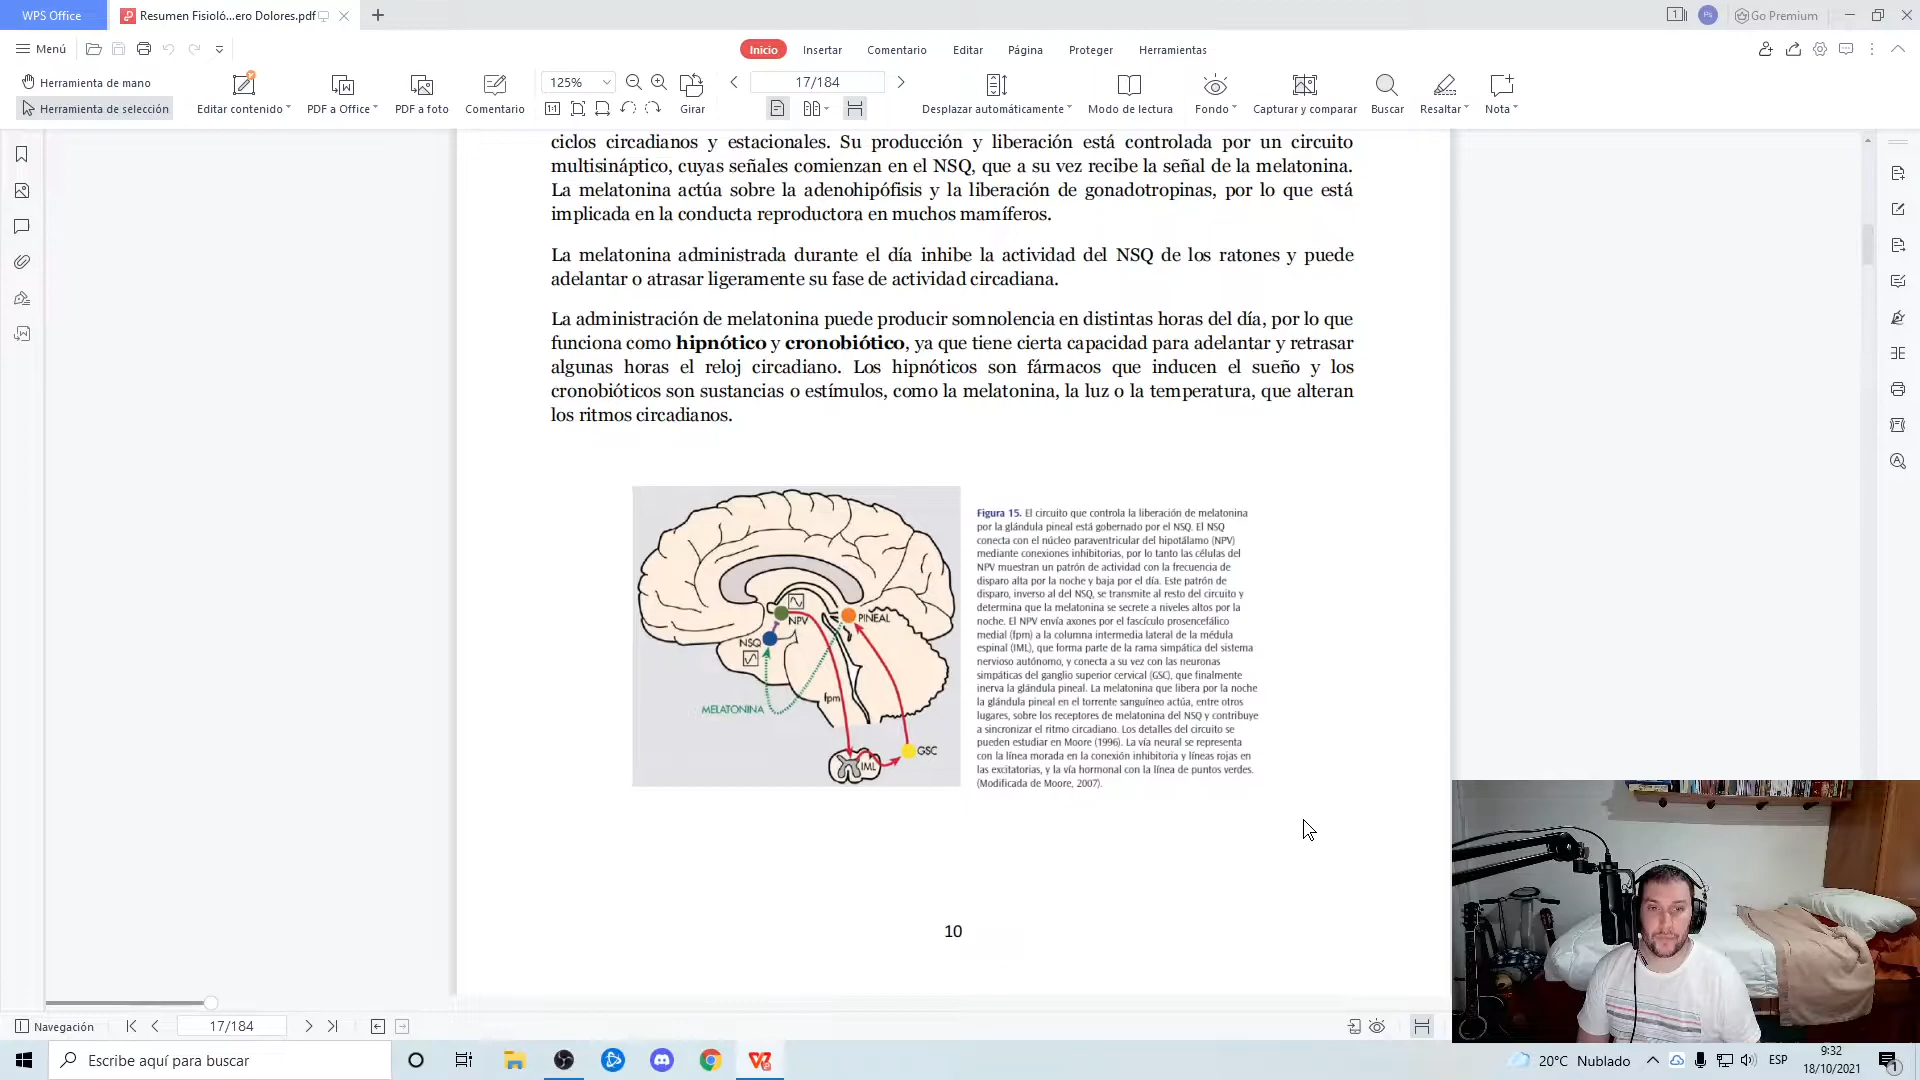 WPS Office
Resumen Fisioló...ero Dolores.pdf
Go Premium
Menú
Inicio
Insertar
Comentario
Editar
Página
Proteger
Herramientas
Herramienta de mano
Herramienta de selección
Editar contenido
PDF a Office
PDF a foto
Comentario
125%
Girar
17/184
Desplazar automáticamente
Modo de lectura
Fondo
Capturar y comparar
Buscar
Resaltar
Nota
ciclos circadianos y estacionales. Su producción y liberación está controlada por un circuito
multisináptico, cuyas señales comienzan en el NSQ, que a su vez recibe la señal de la melatonina.
La melatonina actúa sobre la adenohipófisis y la liberación de gonadotropinas, por lo que está
implicada en la conducta reproductora en muchos mamíferos.
La melatonina administrada durante el día inhibe la actividad del NSQ de los ratones y puede
adelantar o atrasar ligeramente su fase de actividad circadiana.
La administración de melatonina puede producir somnolencia en distintas horas del día, por lo que
funciona como hipnótico y cronobiótico, ya que tiene cierta capacidad para adelantar y retrasar
algunas horas el reloj circadiano. Los hipnóticos son fármacos que inducen el sueño y los
cronobióticos son sustancias o estímulos, como la melatonina, la luz o la temperatura, que alteran
los ritmos circadianos.
NPV
PINEAL
NSQ
fpm
MELATONINA
GSC
IML
Figura 15. El circuito que controla la liberación de melatonina
por la glándula pineal está gobernado por el NSQ. El NSQ
conecta con el núcleo paraventricular del hipotálamo (NPV)
mediante conexiones inhibitorias, por lo tanto las células del
NPV muestran un patrón de actividad con la frecuencia de
disparo alta por la noche y baja por el día. Este patrón de
disparo, inverso al del NSQ, se transmite al resto del circuito y
determina que la melatonina se secrete a niveles altos por la
noche. El NPV envía axones por el fascículo prosencefálico
medial (fpm) a la columna intermedia lateral de la médula
espinal (IML), que forma parte de la rama simpática del sistema
nervioso autónomo, y conecta a su vez con las neuronas
simpáticas del ganglio superior cervical (GSC), que finalmente
inerva la glándula pineal. La melatonina que libera por la noche
la glándula pineal en el torrente sanguíneo actúa, entre otros
lugares, sobre los receptores de melatonina del NSQ y contribuye
a sincronizar el ritmo circadiano. Los detalles del circuito se
pueden estudiar en Moore (1996). La vía neural se representa
con la línea morada en la conexión inhibitoria y líneas rojas en
las excitatorias, y la vía hormonal con la línea de puntos verdes.
(Modificada de Moore, 2007).
10
Navegación
17/184
Escribe aquí para buscar
20°C Nublado
ESP
9:32
18/10/2021